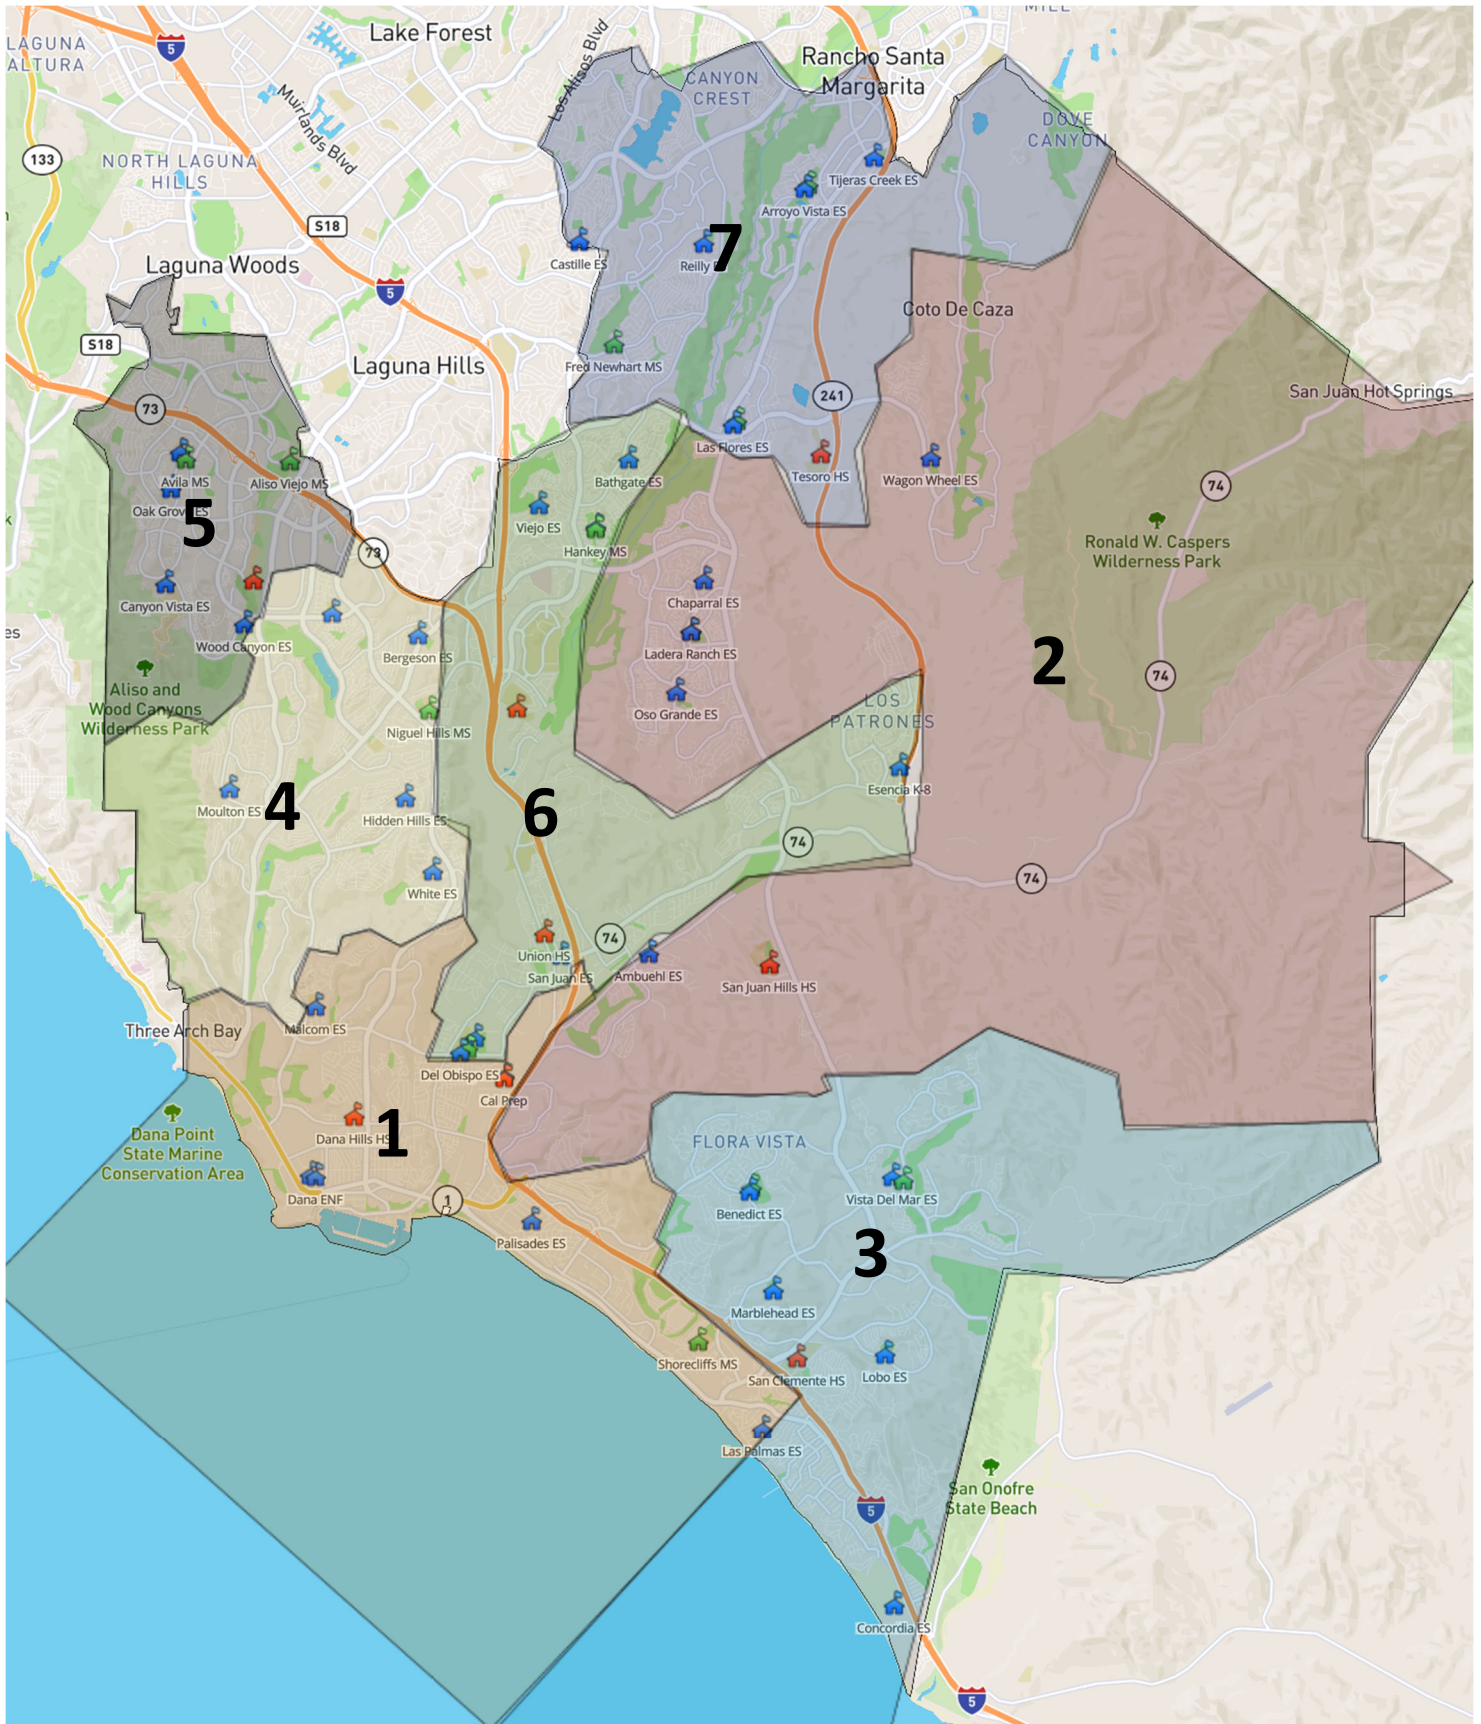 MILL
LAGUNA
ALTURA
5
Lake Forest
Los Alisos Blvd
CANYON
CREST
Rancho Santa
Margarita
Muirlands Blvd
DOVE
CANYON
133
NORTH LAGUNA
HILLS
Tijeras Creek ES
Arroyo Vista ES
S18
7
Castille ES
Reilly
Laguna Woods
5
Coto De Caza
S18
Laguna Hills
Fred Newhart MS
San Juan Hot Springs
73
241
Las Flores ES
Avila MS
Aliso Viejo MS
Bathgate ES
Tesoro HS
Wagon Wheel ES
74
Oak Grove ES
5
Viejo ES
Hankey MS
73
Ronald W. Caspers
Wilderness Park
Canyon Vista ES
Chaparral ES
es
Wood Canyon ES
Bergeson ES
Ladera Ranch ES
2
74
Aliso and
Wood Canyons
Wilderness Park
Niguel Hills MS
Oso Grande ES
LOS
PATRONES
Moulton ES
4
Hidden Hills ES
6
Esencia K-8
74
White ES
74
74
Union HS
San Juan ES
Ambuehl ES
San Juan Hills HS
Three Arch Bay
Malcom ES
Del Obispo ES
Cal Prep
Dana Point
State Marine
Conservation Area
Dana Hills HS
1
FLORA VISTA
Dana ENF
1
Benedict ES
Vista Del Mar ES
Palisades ES
3
Marblehead ES
Shorecliffs MS
San Clemente HS
Lobo ES
Las Palmas ES
5
San Onofre
State Beach
Concordia ES
5